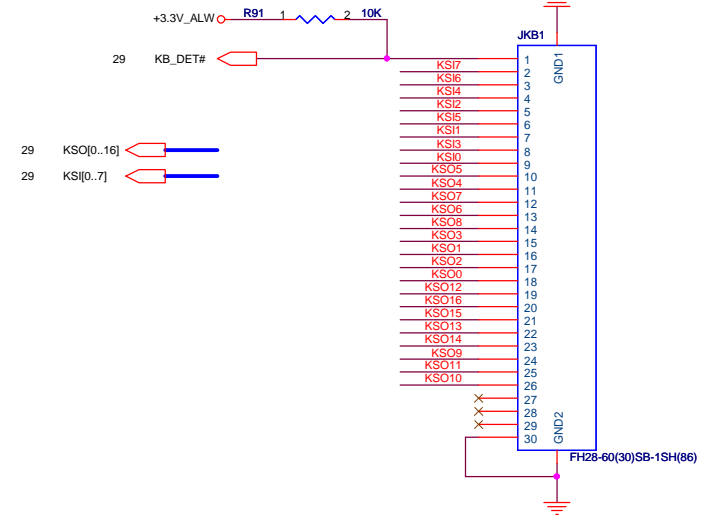 +3.3V_ALW R91 1 2 10K
JKB1
29 KB_DET# 1 GND1
KSI7 2
KSI6 3
KSI4 4
KSI2 5
KSI5 6
KSI1 7
KSI3 8
29 KSO[0..16]
KSI0 9
29 KSI[0..7]
KSO5 10
KSO4 11
KSO7 12
KSO6 13
KSO8 14
KSO3 15
KSO1 16
KSO2 17
KSO0 18
KSO12 19
KSO16 20
KSO15 21
KSO13 22
KSO14 23
KSO9 24
KSO11 25
KSO10 26
27
28
29
30 GND2
FH28-60(30)SB-1SH(86)